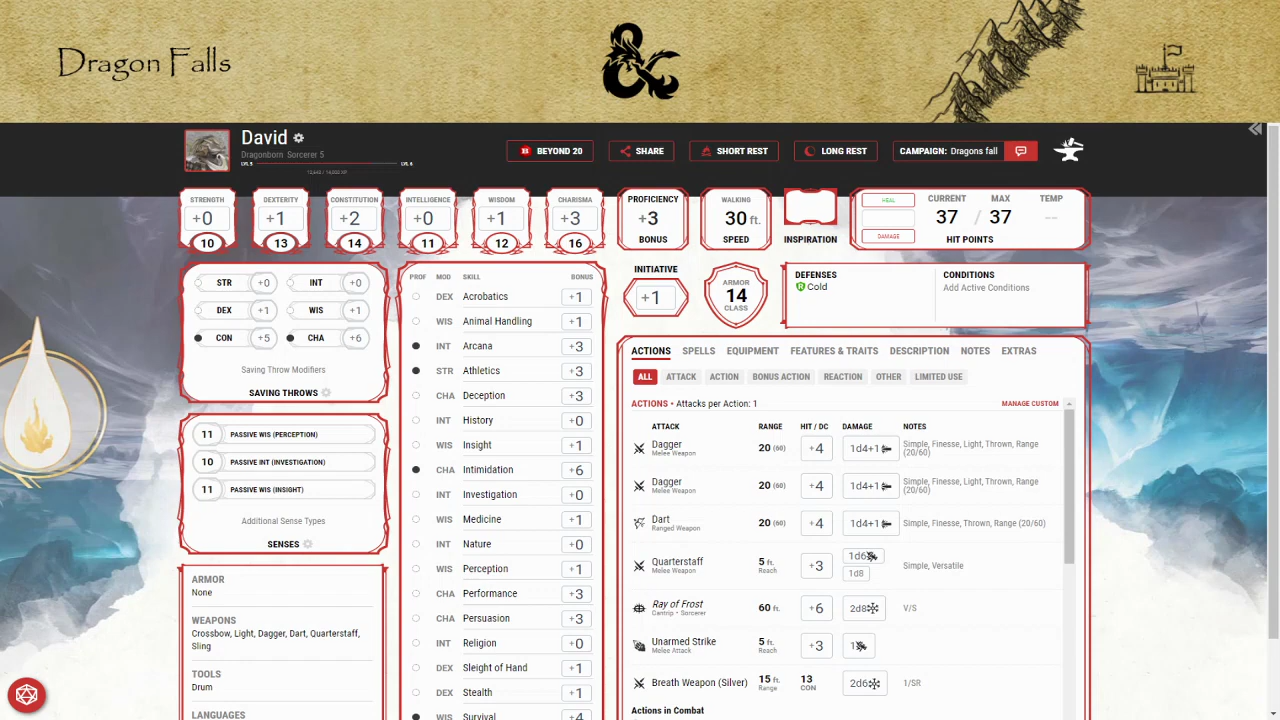 Dragon Falls
David
Dragonborn Sorcerer 5
LVL 5
LVL 6
BEYOND 20
SHARE
SHORT REST
LONG REST
CAMPAIGN: Dragons fall
STRENGTH
+0
10
DEXTERITY
+1
13
CONSTITUTION
+2
14
INTELLIGENCE
+0
11
WISDOM
+1
12
CHARISMA
+3
16
PROFICIENCY
+3
BONUS
WALKING
30 ft.
SPEED
INSPIRATION
HEAL
DAMAGE
CURRENT MAX TEMP
37 / 37 --
HIT POINTS
STR +0 INT +0
DEX +1 WIS +1
CON +5 CHA +6
Saving Throw Modifiers
SAVING THROWS
11 PASSIVE WIS (PERCEPTION)
10 PASSIVE INT (INVESTIGATION)
11 PASSIVE WIS (INSIGHT)
Additional Sense Types
SENSES
ARMOR
None
WEAPONS
Crossbow, Light, Dagger, Dart, Quarterstaff,
Sling
TOOLS
Drum
LANGUAGES
PROF MOD SKILL BONUS
DEX Acrobatics +1
WIS Animal Handling +1
INT Arcana +3
STR Athletics +3
CHA Deception +3
INT History +0
WIS Insight +1
CHA Intimidation +6
INT Investigation +0
WIS Medicine +1
INT Nature +0
WIS Perception +1
CHA Performance +3
CHA Persuasion +3
INT Religion +0
DEX Sleight of Hand +1
DEX Stealth +1
WIS Survival +4
INITIATIVE
+1
ARMOR
14
CLASS
DEFENSES
R Cold
CONDITIONS
Add Active Conditions
ACTIONS SPELLS EQUIPMENT FEATURES & TRAITS DESCRIPTION NOTES EXTRAS
ALL ATTACK ACTION BONUS ACTION REACTION OTHER LIMITED USE
ACTIONS • Attacks per Action: 1 MANAGE CUSTOM
ATTACK RANGE HIT / DC DAMAGE NOTES
Dagger
Melee Weapon
20 (60) +4 1d4+1 Simple, Finesse, Light, Thrown, Range
(20/60)
Dagger
Melee Weapon
20 (60) +4 1d4+1 Simple, Finesse, Light, Thrown, Range
(20/60)
Dart
Ranged Weapon
20 (60) +4 1d4+1 Simple, Finesse, Thrown, Range (20/60)
Quarterstaff
Melee Weapon
5 ft.
Reach
+3 1d6
1d8
Simple, Versatile
Ray of Frost
Cantrip • Sorcerer
60 ft. +6 2d8 V/S
Unarmed Strike
Melee Attack
5 ft.
Reach
+3 1
Breath Weapon (Silver) 15 ft.
Range
13
CON
2d6 1/SR
Actions in Combat